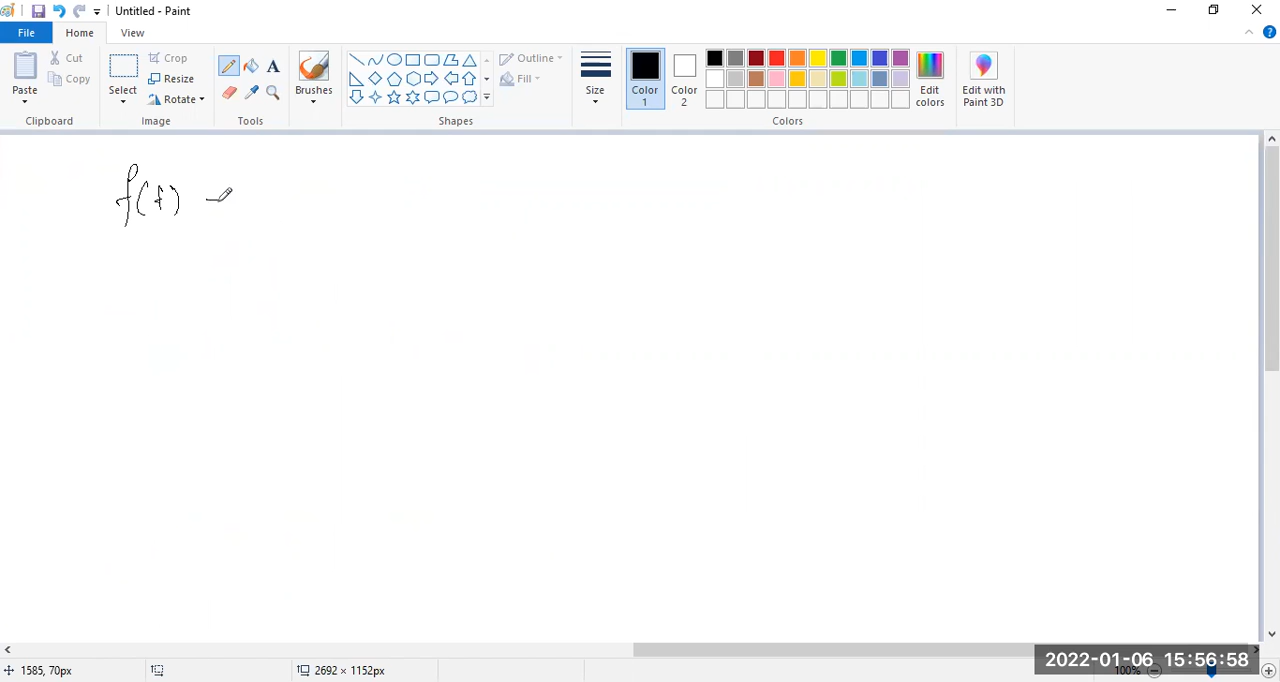 Untitled - Paint
File Home View
Paste
Cut
Copy
Clipboard
Select
Crop
Resize
Rotate
Image
Tools
Brushes
Outline
Fill
Shapes
Size
Color 1
Color 2
Edit colors
Edit with Paint 3D
Colors
f(t) -
1585, 70px
2692 × 1152px
100%
2022-01-06 15:56:58